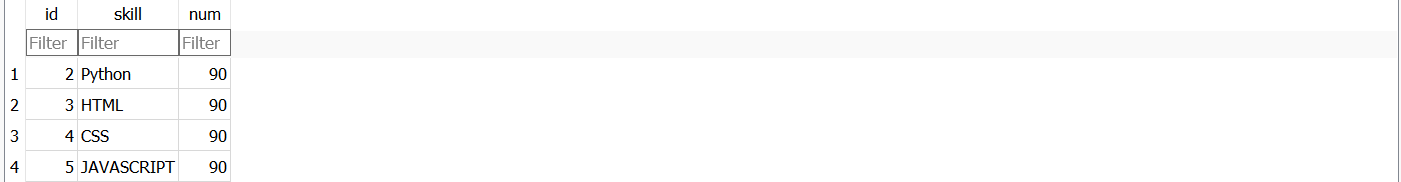 id skill num
Filter Filter Filter
1 2 Python 90
2 3 HTML 90
3 4 CSS 90
4 5 JAVASCRIPT 90